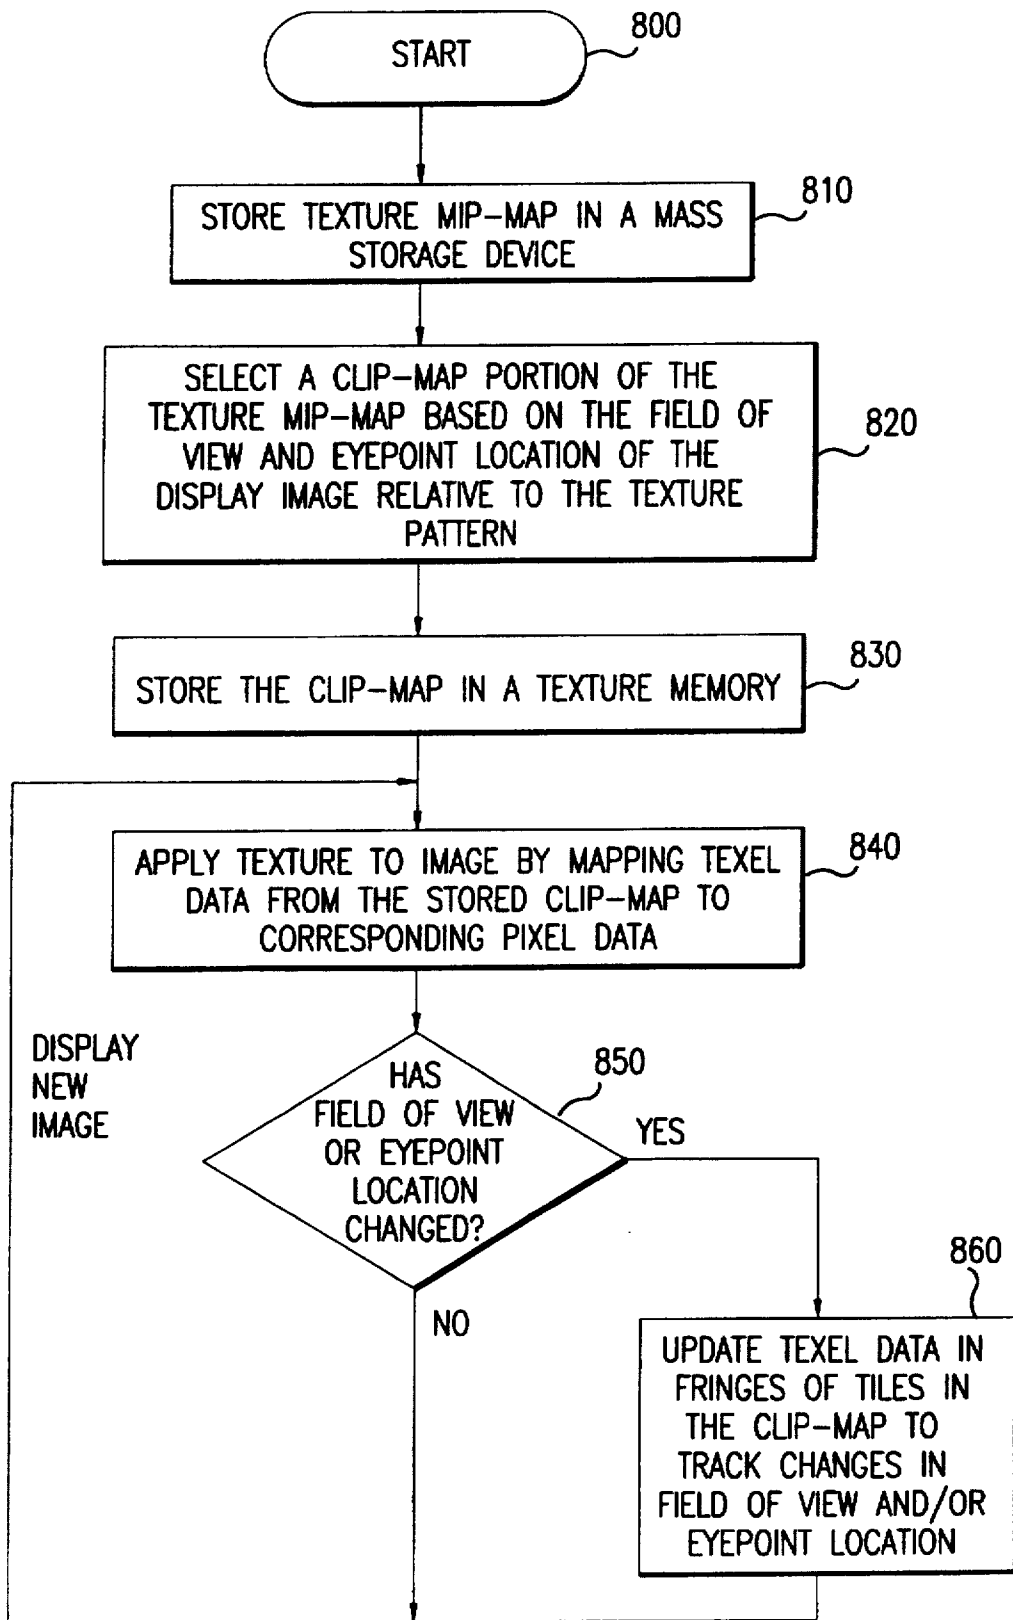 START
800
STORE TEXTURE MIP-MAP IN A MASS
STORAGE DEVICE
810
SELECT A CLIP-MAP PORTION OF THE
TEXTURE MIP-MAP BASED ON THE FIELD OF
VIEW AND EYEPOINT LOCATION OF THE
DISPLAY IMAGE RELATIVE TO THE TEXTURE
PATTERN
820
STORE THE CLIP-MAP IN A TEXTURE MEMORY
830
APPLY TEXTURE TO IMAGE BY MAPPING TEXEL
DATA FROM THE STORED CLIP-MAP TO
CORRESPONDING PIXEL DATA
840
DISPLAY
NEW
IMAGE
HAS
FIELD OF VIEW
OR EYEPOINT
LOCATION
CHANGED?
850
YES
NO
860
UPDATE TEXEL DATA IN
FRINGES OF TILES IN
THE CLIP-MAP TO
TRACK CHANGES IN
FIELD OF VIEW AND/OR
EYEPOINT LOCATION